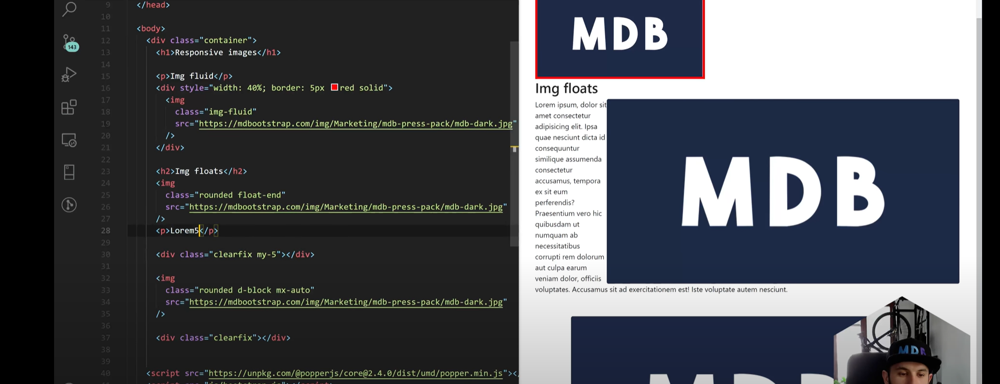 143
9 </head>
10
11 <body>
12 <div class="container">
13 <h1>Responsive images</h1>
14
15 <p>Img fluid</p>
16 <div style="width: 40%; border: 5px red solid">
17 <img
18 class="img-fluid"
19 src="https://mdbootstrap.com/img/Marketing/mdb-press-pack/mdb-dark.jpg"
20 />
21 </div>
22
23 <h2>Img floats</h2>
24 <img
25 class="rounded float-end"
26 src="https://mdbootstrap.com/img/Marketing/mdb-press-pack/mdb-dark.jpg"
27 />
28 <p>Lorem5</p>
29
30 <div class="clearfix my-5"></div>
31
32 <img
33 class="rounded d-block mx-auto"
34 src="https://mdbootstrap.com/img/Marketing/mdb-press-pack/mdb-dark.jpg"
35 />
36
37 <div class="clearfix"></div>
38
39
40 <script src="https://unpkg.com/@popperjs/core@2.4.0/dist/umd/popper.min.js"></
MDB
Img floats
Lorem ipsum, dolor sit
amet consectetur
adipisicing elit. Ipsa
quae nesciunt dicta id
consequuntur
similique assumenda
consectetur
accusamus, tempora
ex sit eum
perferendis?
Praesentium vero hic
quibusdam ut
numquam ab
necessitatibus
corrupti rem dolorum
aut culpa earum
veniam dolor, officiis
voluptates. Accusamus sit ad exercitationem est! Iste voluptate autem nesciunt.
MDB
MDB